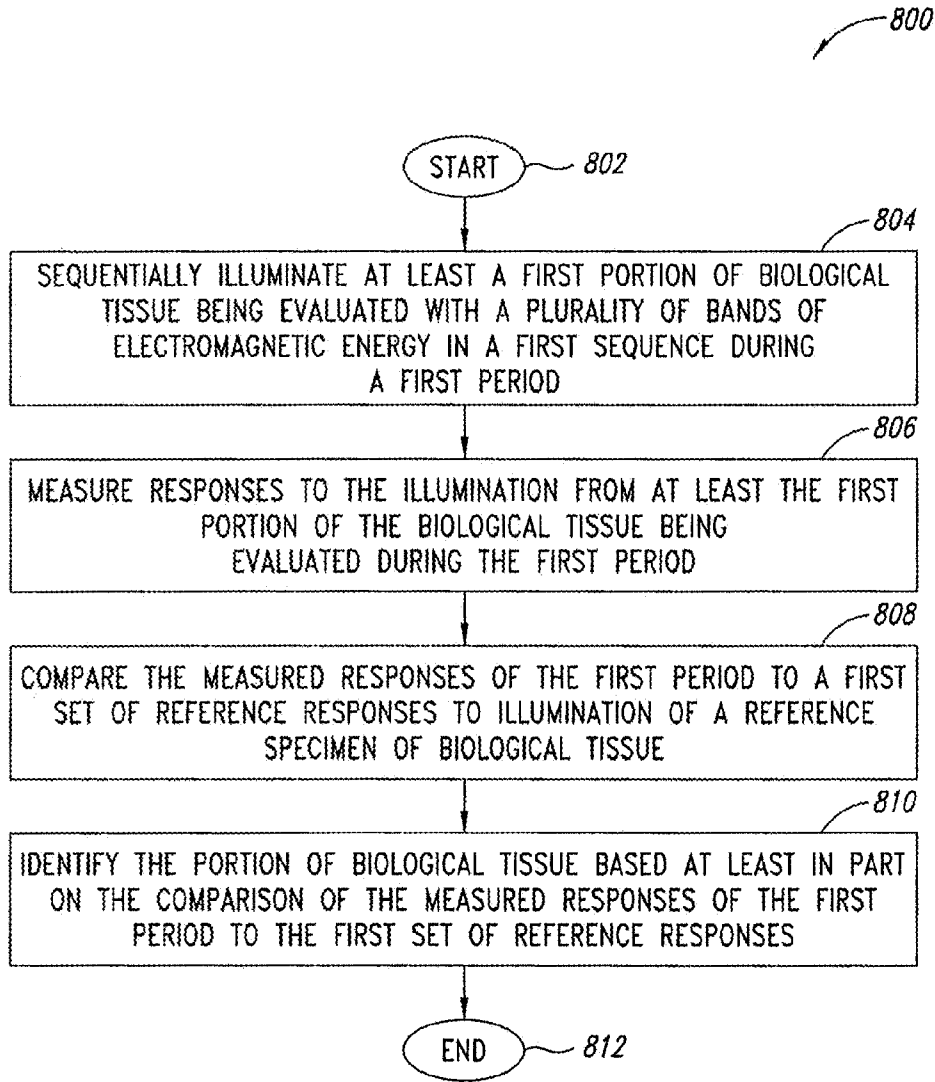 800
START
802
804
SEQUENTIALLY ILLUMINATE AT LEAST A FIRST PORTION OF BIOLOGICAL
TISSUE BEING EVALUATED WITH A PLURALITY OF BANDS OF
ELECTROMAGNETIC ENERGY IN A FIRST SEQUENCE DURING
A FIRST PERIOD
806
MEASURE RESPONSES TO THE ILLUMINATION FROM AT LEAST THE FIRST
PORTION OF THE BIOLOGICAL TISSUE BEING
EVALUATED DURING THE FIRST PERIOD
808
COMPARE THE MEASURED RESPONSES OF THE FIRST PERIOD TO A FIRST
SET OF REFERENCE RESPONSES TO ILLUMINATION OF A REFERENCE
SPECIMEN OF BIOLOGICAL TISSUE
810
IDENTIFY THE PORTION OF BIOLOGICAL TISSUE BASED AT LEAST IN PART
ON THE COMPARISON OF THE MEASURED RESPONSES OF THE FIRST
PERIOD TO THE FIRST SET OF REFERENCE RESPONSES
END
812